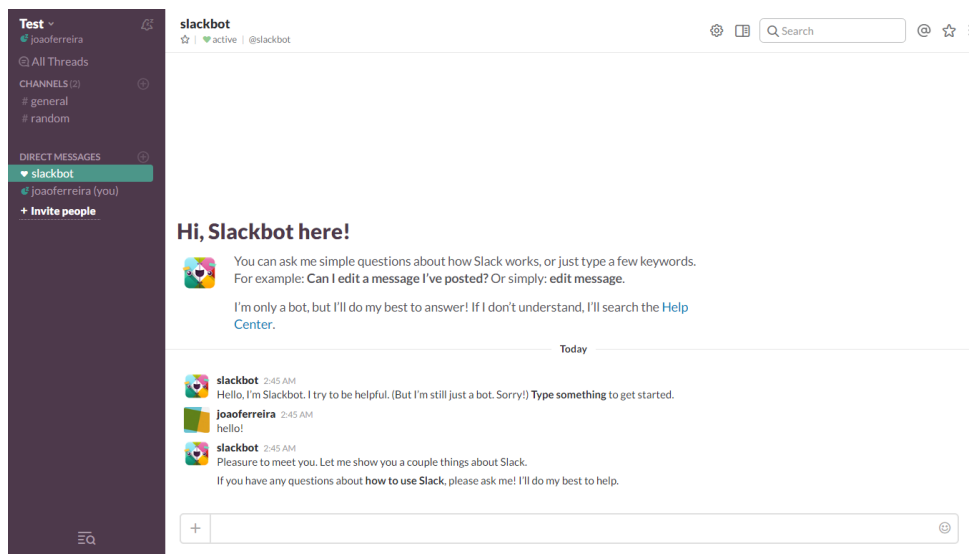 Test
joaoferreira
All Threads
CHANNELS (2)
# general
# random
DIRECT MESSAGES
slackbot
joaoferreira (you)
+ Invite people
slackbot
active | @slackbot
Search
Hi, Slackbot here!
You can ask me simple questions about how Slack works, or just type a few keywords.
For example: Can I edit a message I've posted? Or simply: edit message.
I'm only a bot, but I'll do my best to answer! If I don't understand, I'll search the Help
Center.
Today
slackbot 2:45 AM
Hello, I'm Slackbot. I try to be helpful. (But I'm still just a bot. Sorry!) Type something to get started.
joaoferreira 2:45 AM
hello!
slackbot 2:45 AM
Pleasure to meet you. Let me show you a couple things about Slack.
If you have any questions about how to use Slack, please ask me! I'll do my best to help.